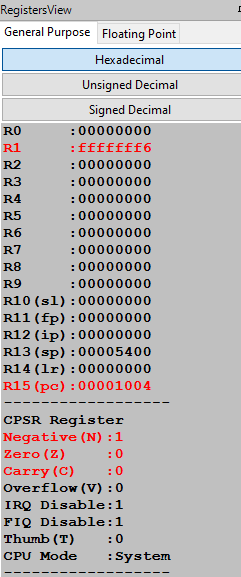 RegistersView
General Purpose Floating Point
Hexadecimal
Unsigned Decimal
Signed Decimal
R0 :00000000
R1 :fffffff6
R2 :00000000
R3 :00000000
R4 :00000000
R5 :00000000
R6 :00000000
R7 :00000000
R8 :00000000
R9 :00000000
R10(sl):00000000
R11(fp):00000000
R12(ip):00000000
R13(sp):00005400
R14(lr):00000000
R15(pc):00001004
------------------
CPSR Register
Negative(N):1
Zero(Z) :0
Carry(C) :0
Overflow(V):0
IRQ Disable:1
FIQ Disable:1
Thumb(T) :0
CPU Mode :System
------------------